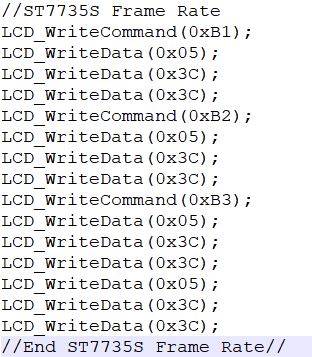 //ST7735S Frame Rate
LCD_WriteCommand(0xB1);
LCD_WriteData(0x05);
LCD_WriteData(0x3C);
LCD_WriteData(0x3C);
LCD_WriteCommand(0xB2);
LCD_WriteData(0x05);
LCD_WriteData(0x3C);
LCD_WriteData(0x3C);
LCD_WriteCommand(0xB3);
LCD_WriteData(0x05);
LCD_WriteData(0x3C);
LCD_WriteData(0x3C);
LCD_WriteData(0x05);
LCD_WriteData(0x3C);
LCD_WriteData(0x3C);
//End ST7735S Frame Rate//